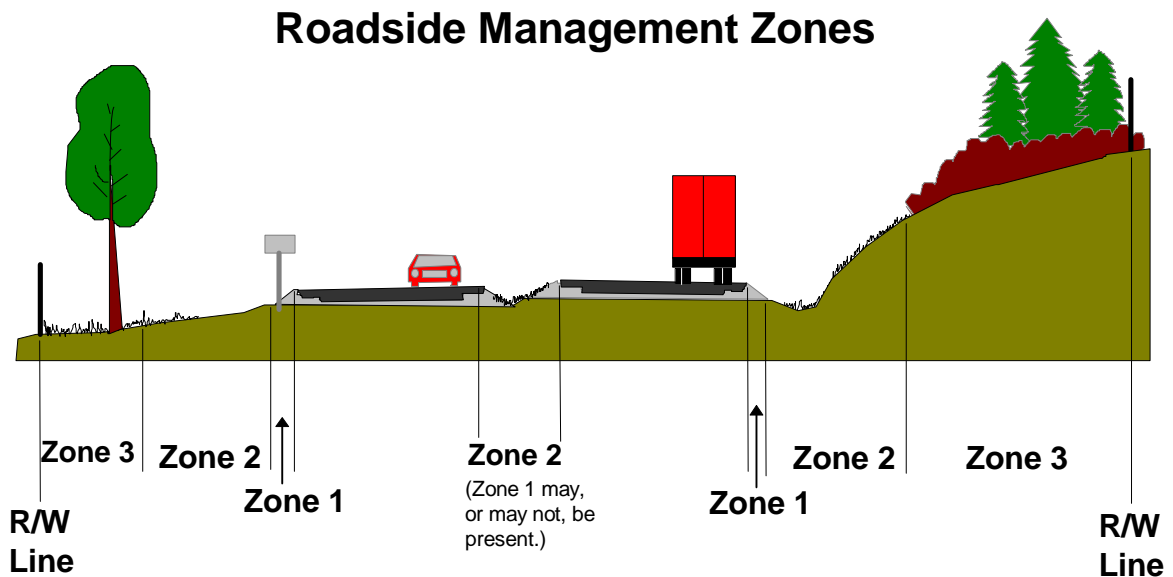 Roadside Management Zones
Zone 3
Zone 2
Zone 1
Zone 2
(Zone 1 may,
or may not, be
present.)
Zone 1
Zone 2
Zone 3
R/W
Line
R/W
Line